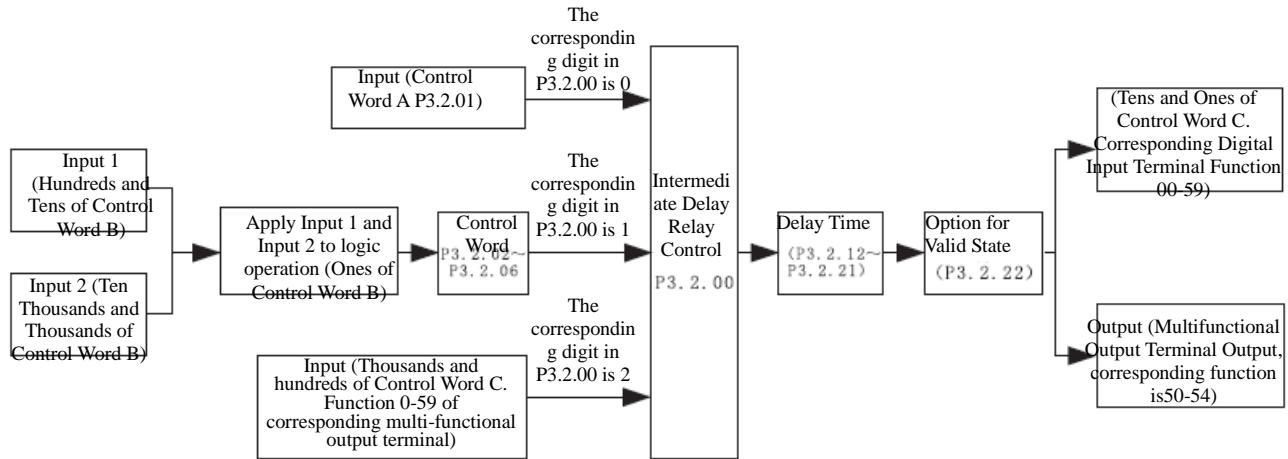 The
correspondin
g digit in
P3.2.00 is 0
Input (Control
Word A P3.2.01)
Input 1
(Hundreds and
Tens of Control
Word B)
Input 2 (Ten
Thousands and
Thousands of
Control Word B)
Apply Input 1 and
Input 2 to logic
operation (Ones of
Control Word B)
Control
Word
P3.2.02~
P3.2.06
The
correspondin
g digit in
P3.2.00 is 1
The
correspondin
g digit in
P3.2.00 is 2
Input (Thousands and
hundreds of Control Word C.
Function 0-59 of
corresponding multi-functional
output terminal)
Intermedi
ate Delay
Relay
Control
P3.2.00
Delay Time
(P3.2.12~
P3.2.21)
Option for
Valid State
(P3.2.22)
(Tens and Ones of
Control Word C.
Corresponding Digital
Input Terminal Function
00-59)
Output (Multifunctional
Output Terminal Output,
corresponding function
is50-54)